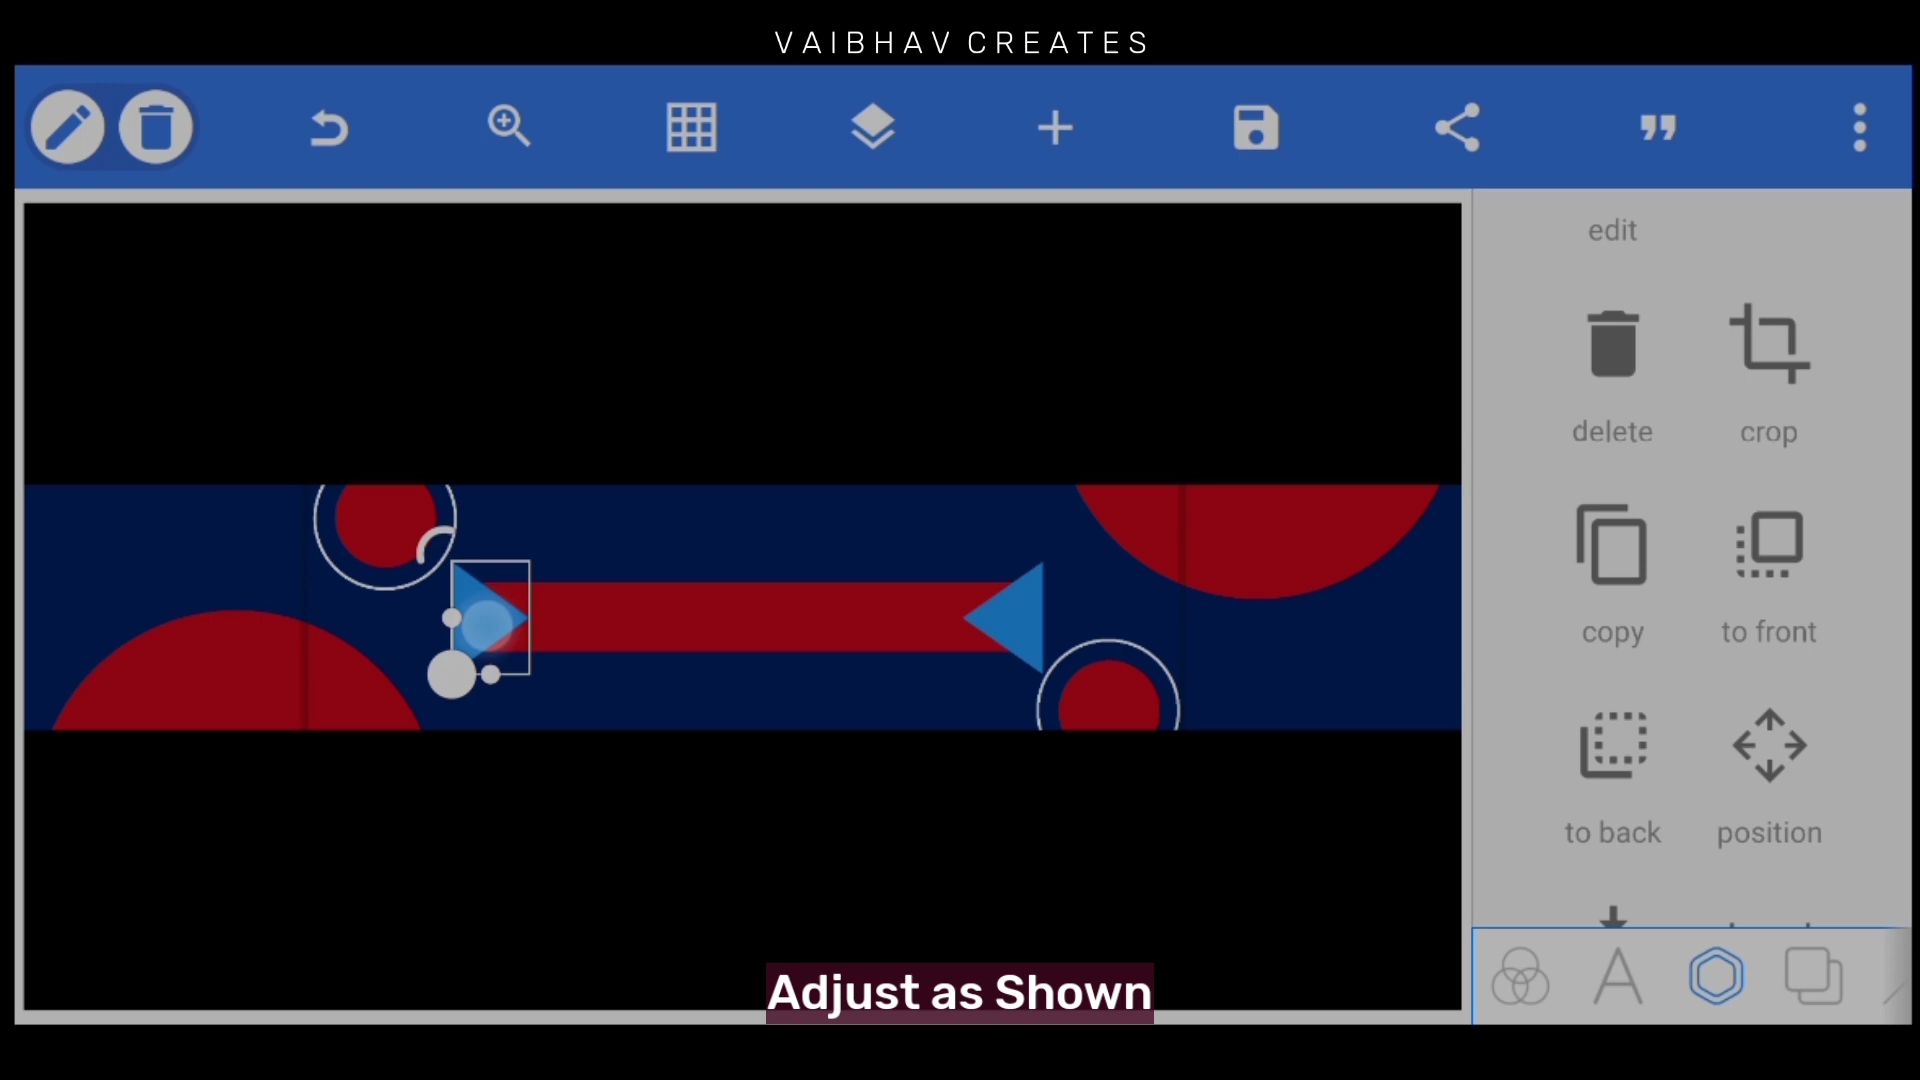 VAIBHAV CREATES
edit
delete
crop
copy
to front
to back
position
Adjust as Shown